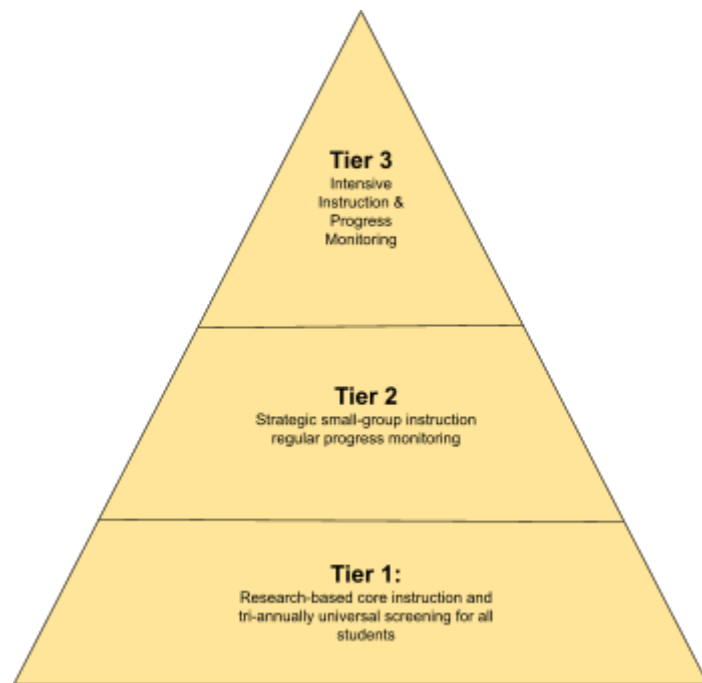 Tier 3
Intensive
Instruction &
Progress
Monitoring
Tier 2
Strategic small-group instruction
regular progress monitoring
Tier 1:
Research-based core instruction and
tri-annually universal screening for all
students